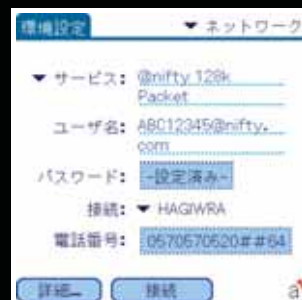 環境設定 ▼ ネットワーク
▼ サービス: @nifty 128k
Packet
ユーザ名: ABC12345@nifty.
com
パスワード: -設定済み-
接続: ▼ HAGIWRA
電話番号: 0570570520##64
詳細... 接続
a